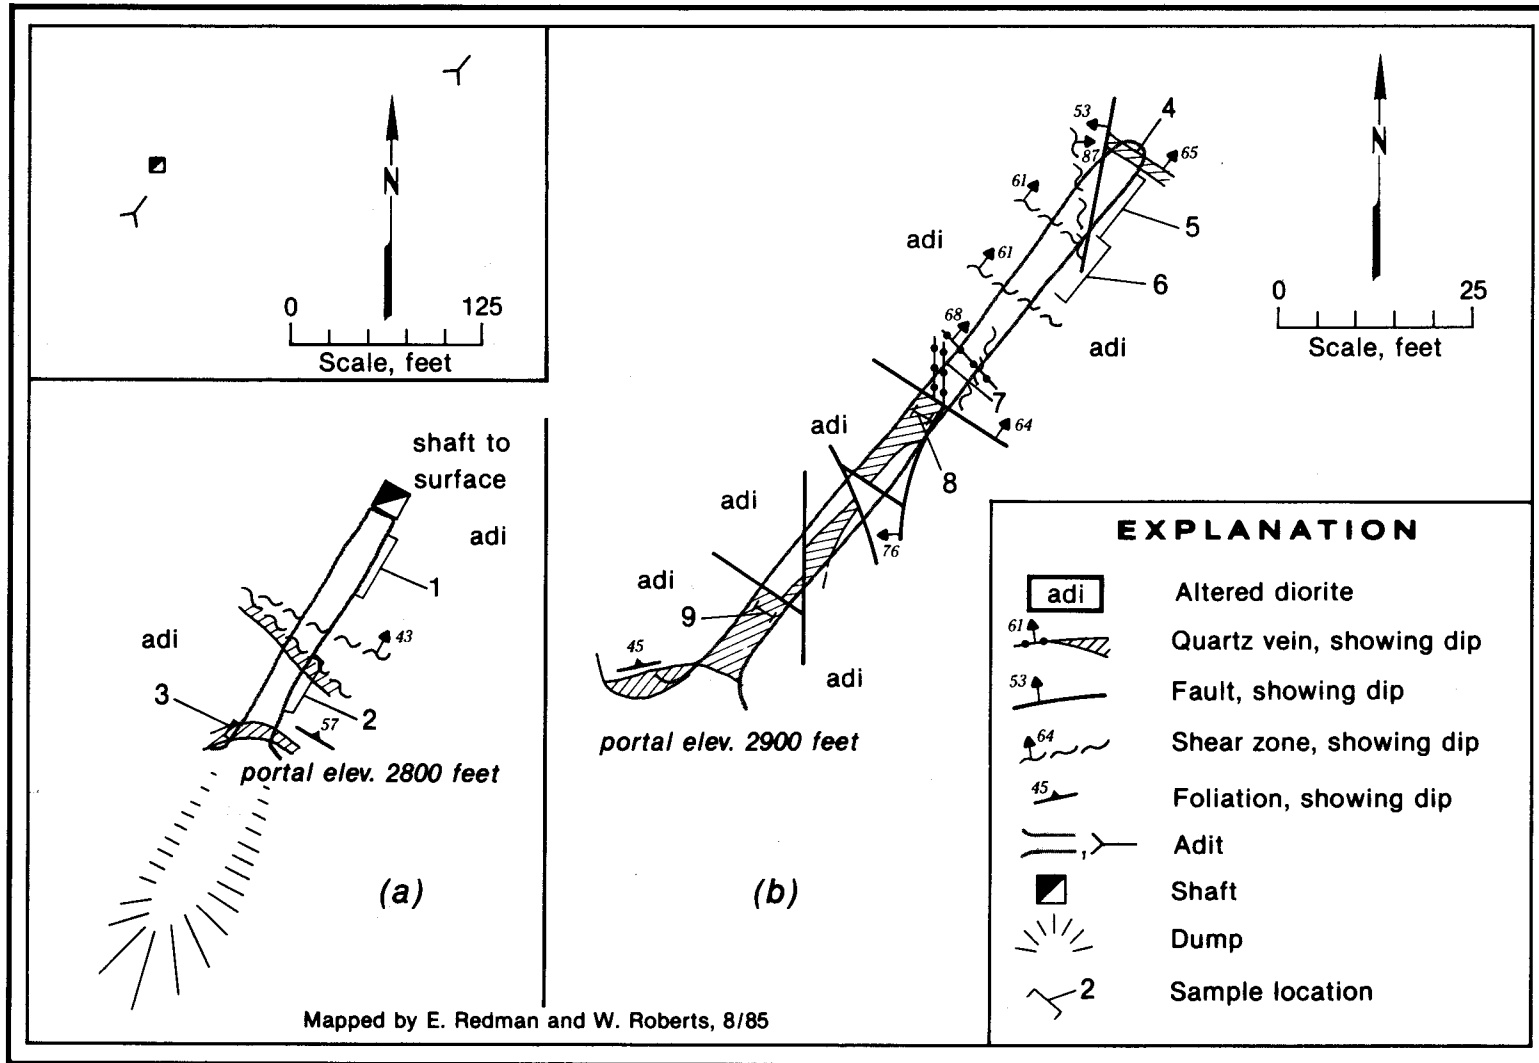 N
0 125
Scale, feet
shaft to
surface
adi
1
adi
43
3
2
57
portal elev. 2800 feet
(a)
53
4
87
65
61
5
adi
61
6
68
adi
7
64
adi
8
adi
76
adi
9
45
adi
portal elev. 2900 feet
(b)
N
0 25
Scale, feet
EXPLANATION
adi Altered diorite
61 Quartz vein, showing dip
53 Fault, showing dip
64 Shear zone, showing dip
45 Foliation, showing dip
, Adit
Shaft
Dump
2 Sample location
Mapped by E. Redman and W. Roberts, 8/85